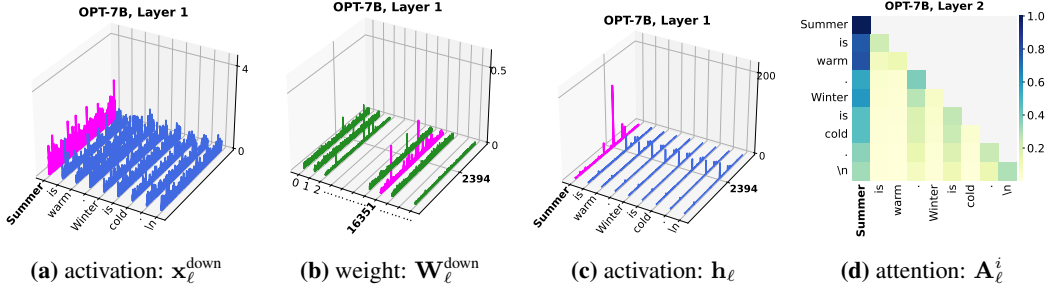 OPT-7B, Layer 1
4
0
Summer
is
warm
.
Winter
is
cold
.
\n
(a) activation: x_ℓ^down
OPT-7B, Layer 1
0.5
0
2394
0 1 2 ........
16351 ........
(b) weight: W_ℓ^down
OPT-7B, Layer 1
200
0
2394
Summer
is
warm
.
Winter
is
cold
.
\n
(c) activation: h_ℓ
OPT-7B, Layer 2
Summer
is
warm
.
Winter
is
cold
.
\n
Summer
is
warm
.
Winter
is
cold
.
\n
1.0
0.8
0.6
0.4
0.2
(d) attention: A_ℓ^i